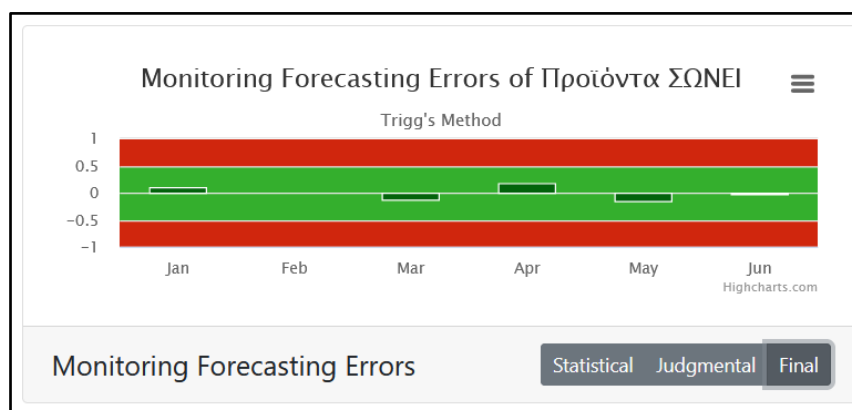 Monitoring Forecasting Errors of Προϊόντα ΣΩΝΕΙ
Trigg's Method
1
0.5
0
−0.5
−1
Jan Feb Mar Apr May Jun
Highcharts.com
Monitoring Forecasting Errors
Statistical Judgmental Final